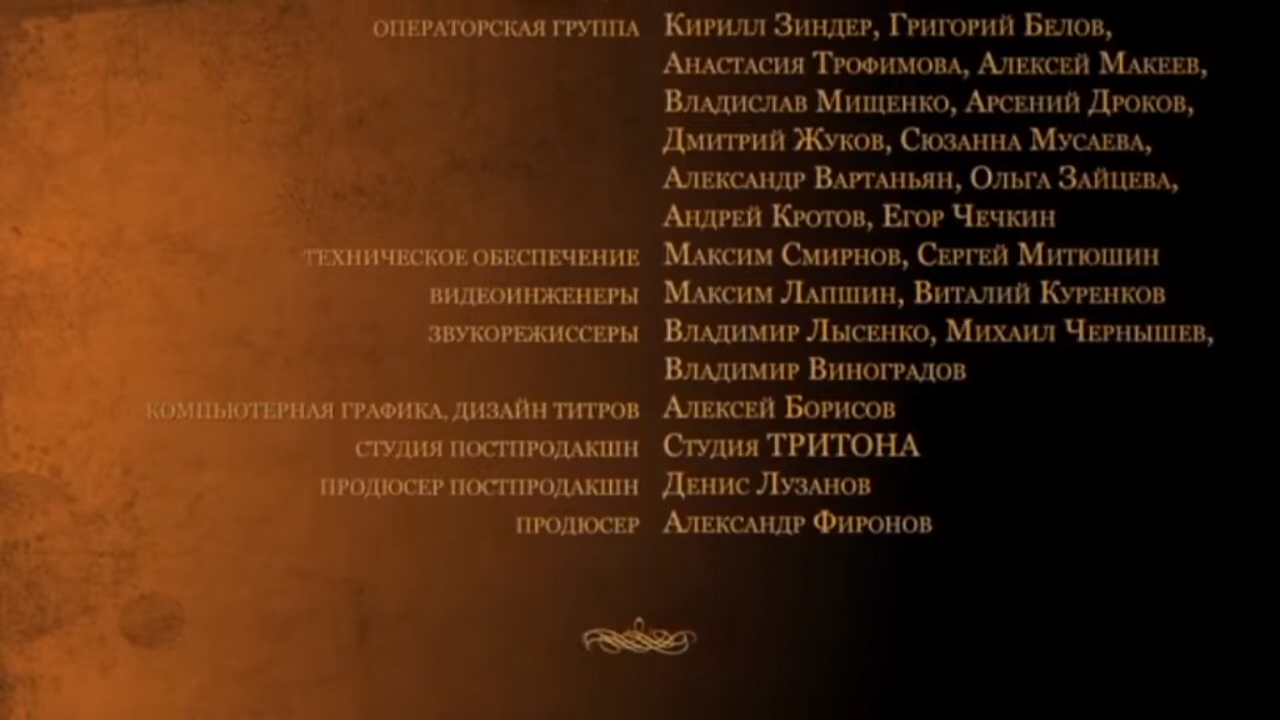 ОПЕРАТОРСКАЯ ГРУППА Кирилл Зиндер, Григорий Белов,
Анастасия Трофимова, Алексей Макеев,
Владислав Мищенко, Арсений Дроков,
Дмитрий Жуков, Сюзанна Мусаева,
Александр Вартаньян, Ольга Зайцева,
Андрей Кротов, Егор Чечкин
ТЕХНИЧЕСКОЕ ОБЕСПЕЧЕНИЕ Максим Смирнов, Сергей Митюшин
ВИДЕОИНЖЕНЕРЫ Максим Лапшин, Виталий Куренков
ЗВУКОРЕЖИССЕРЫ Владимир Лысенко, Михаил Чернышев,
Владимир Виноградов
КОМПЬЮТЕРНАЯ ГРАФИКА, ДИЗАЙН ТИТРОВ Алексей Борисов
СТУДИЯ ПОСТПРОДАКШН Студия ТРИТОНА
ПРОДЮСЕР ПОСТПРОДАКШН Денис Лузанов
ПРОДЮСЕР Александр Фиронов